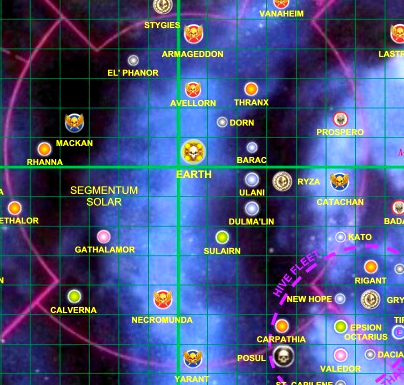 STYGIES
VANAHEIM
ARMAGEDDON
EL' PHANOR
AVELLORN
THRANX
DORN
PROSPERO
MACKAN
RHANNA
BARAC
EARTH
ULANI
RYZA
SEGMENTUM
SOLAR
CATACHAN
ETHALOR
DULMA'LIN
BADA
GATHALAMOR
SULAIRN
KATO
HIVE FLEET
RIGANT
CALVERNA
NECROMUNDA
NEW HOPE
GRY
CARPATHIA
EPSION
OCTARIUS
TI
POSUL
YARANT
VALEDOR
DACIA
ST. CAPILENE